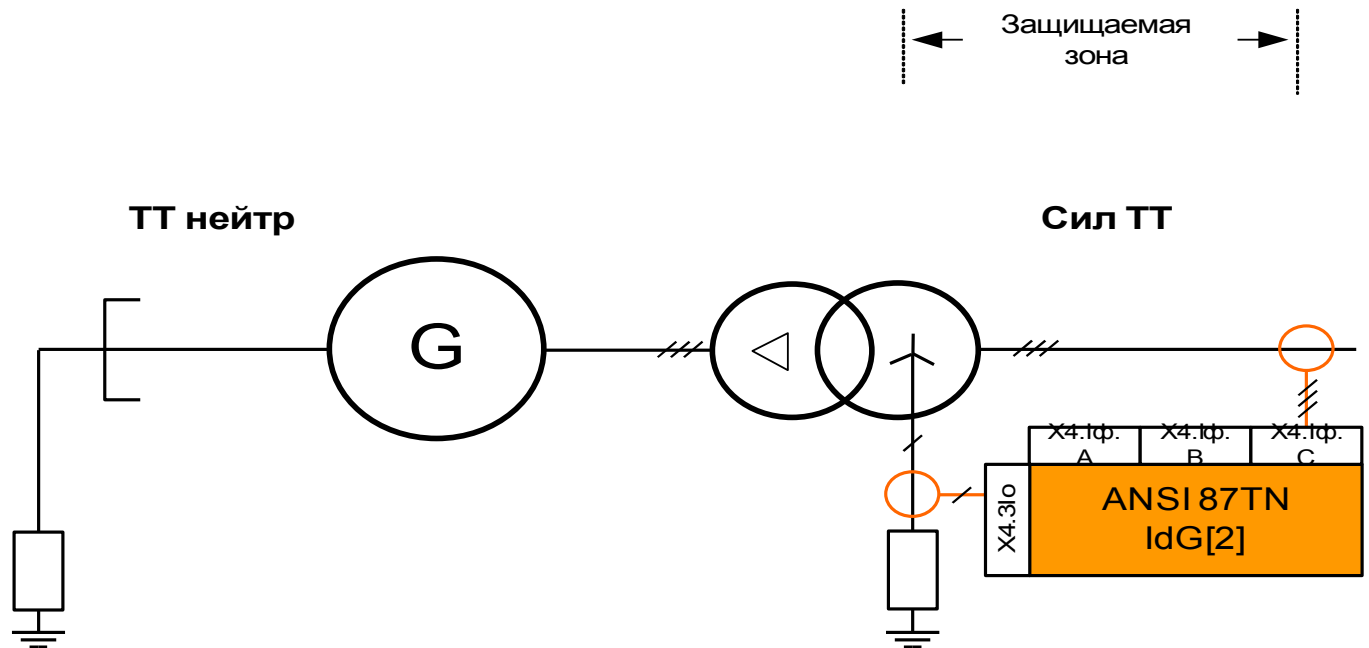 Защищаемая
зона
ТТ нейтр
Сил ТТ
G
X4.Iф.
A
X4.Iф.
B
X4.Iф.
C
X4.3Io
ANSI 87TN
IdG[2]